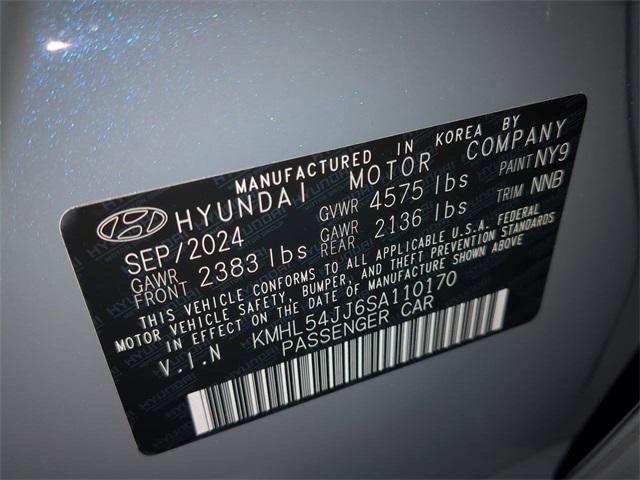 MANUFACTURED IN KOREA BY
HYUNDAI MOTOR COMPANY
SEP/2024 GVWR 4575 lbs PAINT NY9
GAWR FRONT 2383 lbs GAWR REAR 2136 lbs TRIM NNB
THIS VEHICLE CONFORMS TO ALL APPLICABLE U.S.A. FEDERAL
MOTOR VEHICLE SAFETY, BUMPER, AND THEFT PREVENTION STANDARDS
IN EFFECT ON THE DATE OF MANUFACTURE SHOWN ABOVE
V.I.N KMHL54JJ6SA110170
PASSENGER CAR